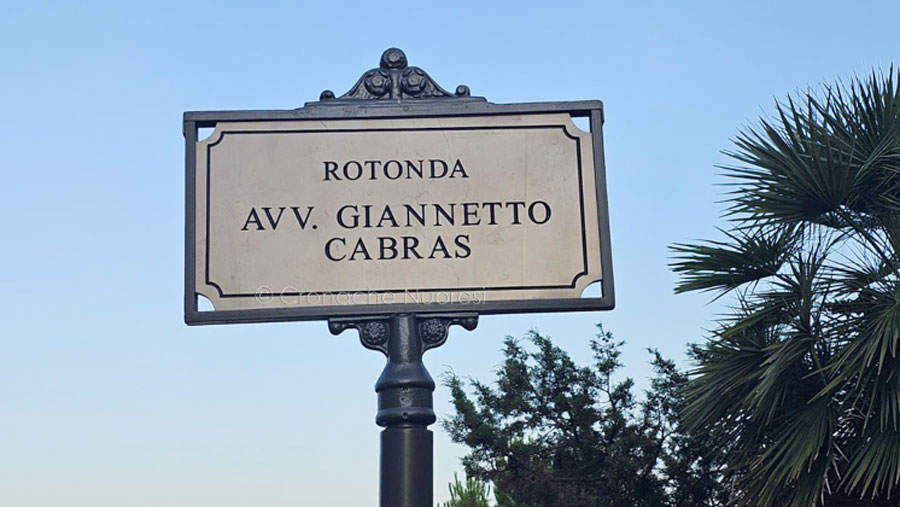 ROTONDA
AVV. GIANNETTO
CABRAS
© Cronache Nuoresi